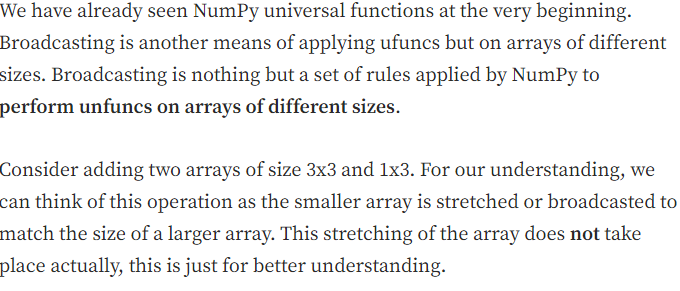 We have already seen NumPy universal functions at the very beginning.
Broadcasting is another means of applying ufuncs but on arrays of different
sizes. Broadcasting is nothing but a set of rules applied by NumPy to
perform unfuncs on arrays of different sizes.
Consider adding two arrays of size 3x3 and 1x3. For our understanding, we
can think of this operation as the smaller array is stretched or broadcasted to
match the size of a larger array. This stretching of the array does not take
place actually, this is just for better understanding.